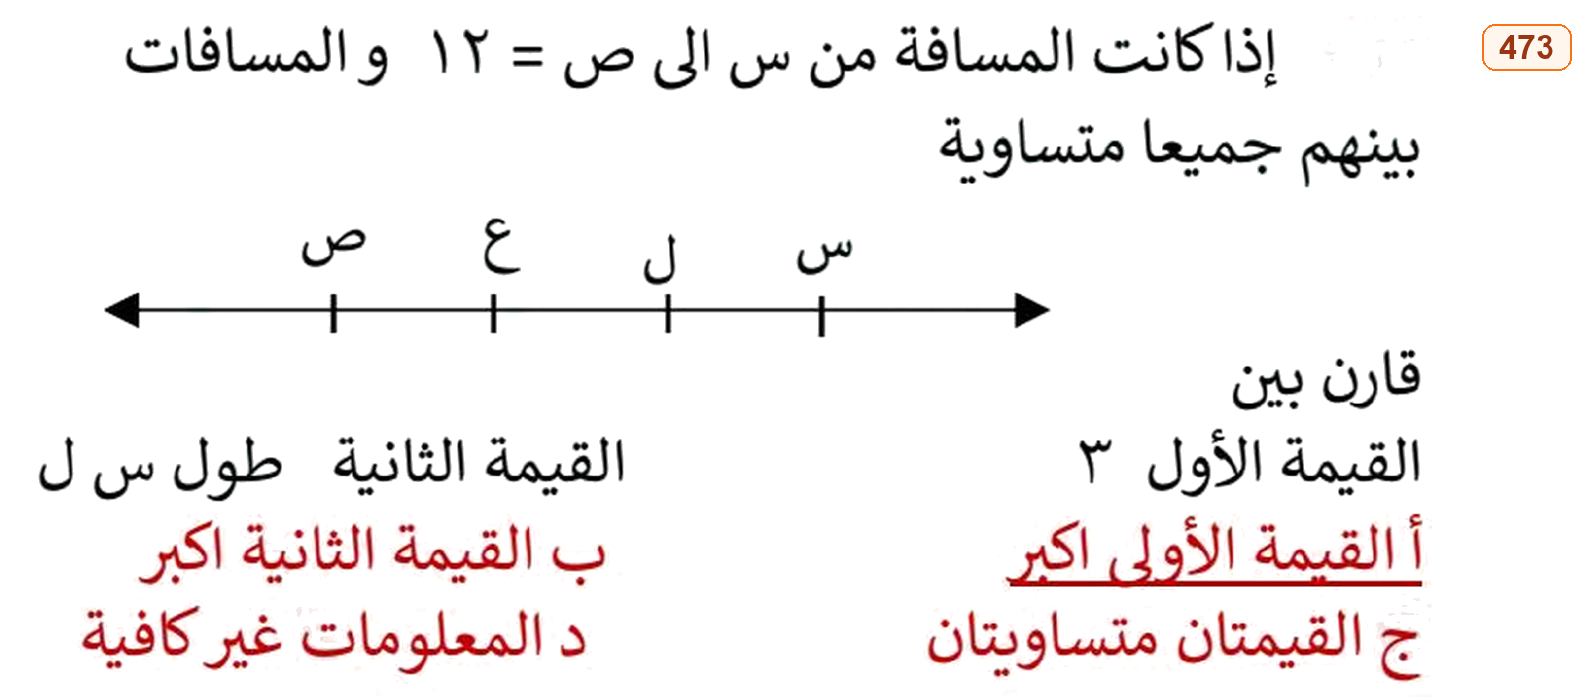 473
إذا كانت المسافة من س الى ص = ١٢ و المسافات
بينهم جميعا متساوية
س ل ع ص
قارن بين
القيمة الأول ٣ القيمة الثانية طول س ل
أ القيمة الأولى اكبر ب القيمة الثانية اكبر
ج القيمتان متساويتان د المعلومات غير كافية